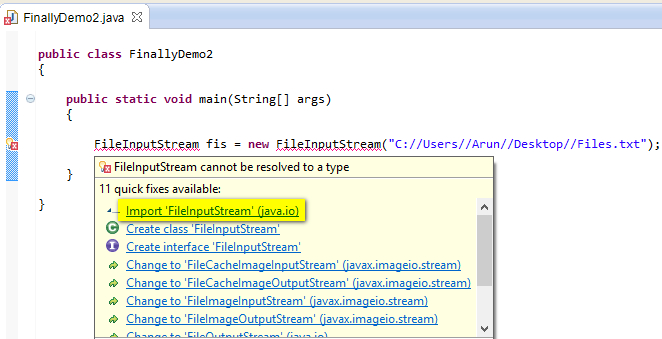 FinallyDemo2.java
public class FinallyDemo2
{
public static void main(String[] args)
{
FileInputStream fis = new FileInputStream("C://Users//Arun//Desktop//Files.txt");
FileInputStream cannot be resolved to a type
11 quick fixes available:
Import 'FileInputStream' (java.io)
Create class 'FileInputStream'
Create interface 'FileInputStream'
Change to 'FileCacheImageInputStream' (javax.imageio.stream)
Change to 'FileCacheImageOutputStream' (javax.imageio.stream)
Change to 'FileImageInputStream' (javax.imageio.stream)
Change to 'FileImageOutputStream' (javax.imageio.stream)
Change to 'FileOutputStream' (java.io)
}
}